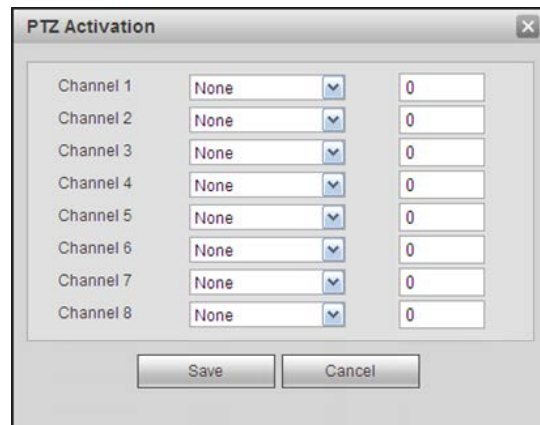 PTZ Activation
Channel 1 None 0
Channel 2 None 0
Channel 3 None 0
Channel 4 None 0
Channel 5 None 0
Channel 6 None 0
Channel 7 None 0
Channel 8 None 0
Save Cancel